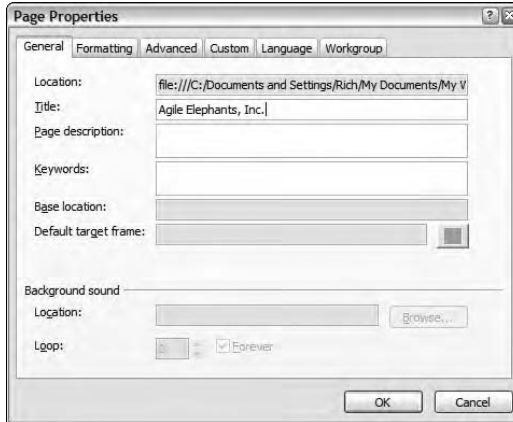 Page Properties
General Formatting Advanced Custom Language Workgroup
Location: file:///C:/Documents and Settings/Rich/My Documents/My W
Title: Agile Elephants, Inc.
Page description:
Keywords:
Base location:
Default target frame:
Background sound
Location: Browse...
Loop: 0 Forever
OK Cancel